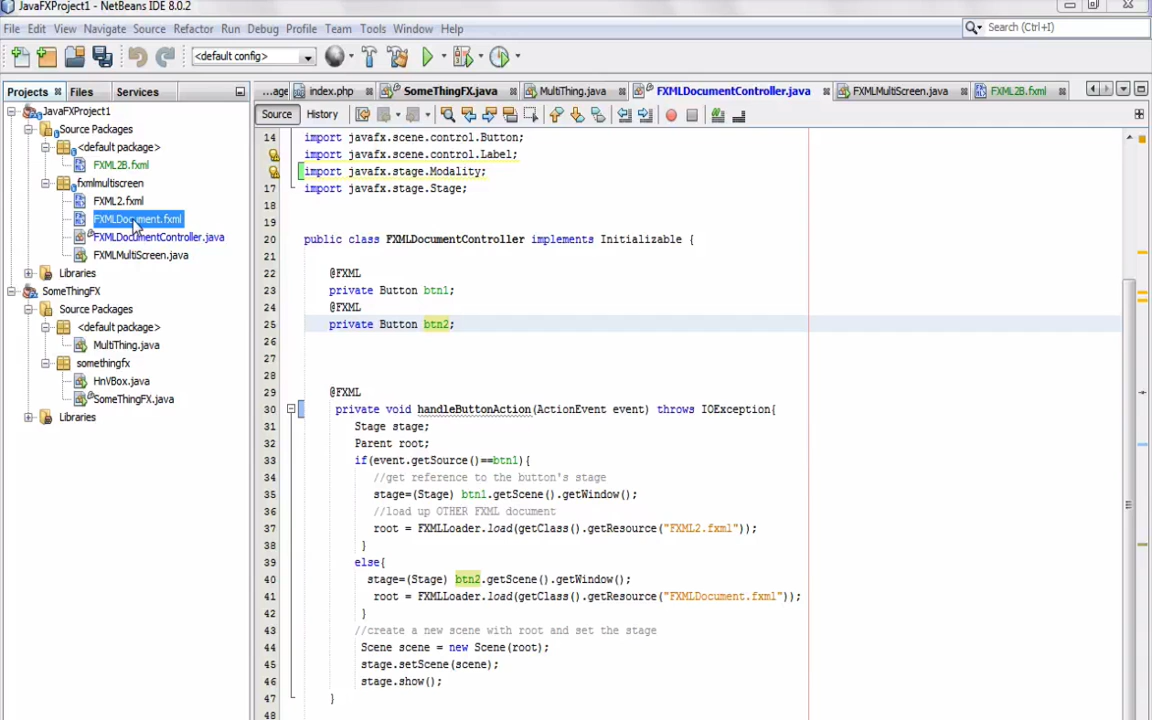 JavaFXProject1 - NetBeans IDE 8.0.2
File Edit View Navigate Source Refactor Run Debug Profile Team Tools Window Help
Search (Ctrl+I)
<default config>
Projects Files Services
...age index.php SomeThingFX.java MultiThing.java FXMLDocumentController.java FXMLMultiScreen.java FXML2B.fxml
Source History
JavaFXProject1
Source Packages
<default package>
FXML2B.fxml
fxmlmultiscreen
FXML2.fxml
FXMLDocument.fxml
FXMLDocumentController.java
FXMLMultiScreen.java
Libraries
SomeThingFX
Source Packages
<default package>
MultiThing.java
somethingfx
HnVBox.java
SomeThingFX.java
Libraries
14 import javafx.scene.control.Button;
import javafx.scene.control.Label;
import javafx.stage.Modality;
17 import javafx.stage.Stage;
18
19
20 public class FXMLDocumentController implements Initializable {
21
22 @FXML
23 private Button btn1;
24 @FXML
25 private Button btn2;
26
27
28
29 @FXML
30 private void handleButtonAction(ActionEvent event) throws IOException{
31 Stage stage;
32 Parent root;
33 if(event.getSource()==btn1){
34 //get reference to the button's stage
35 stage=(Stage) btn1.getScene().getWindow();
36 //load up OTHER FXML document
37 root = FXMLLoader.load(getClass().getResource("FXML2.fxml"));
38 }
39 else{
40 stage=(Stage) btn2.getScene().getWindow();
41 root = FXMLLoader.load(getClass().getResource("FXMLDocument.fxml"));
42 }
43 //create a new scene with root and set the stage
44 Scene scene = new Scene(root);
45 stage.setScene(scene);
46 stage.show();
47 }
48